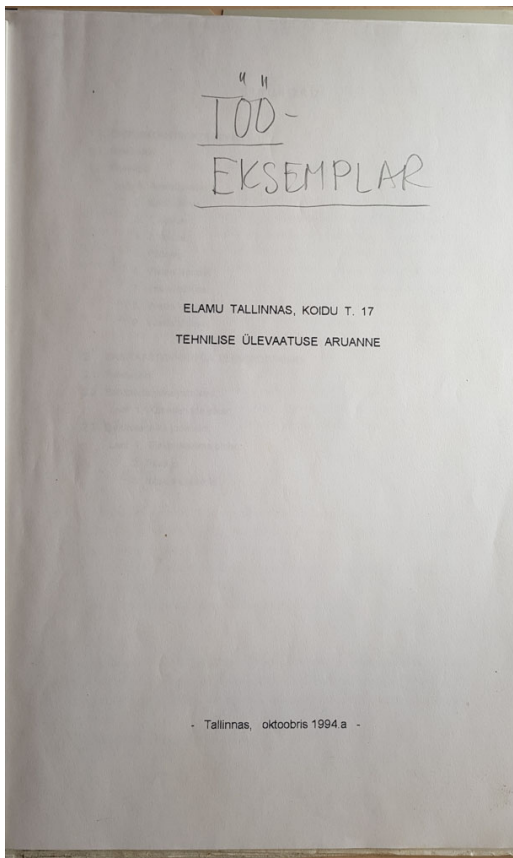 TÖÖ-
EKSEMPLAR
ELAMU TALLINNAS, KOIDU T. 17
TEHNILISE ÜLEVAATUSE ARUANNE
- Tallinnas, oktoobris 1994.a -